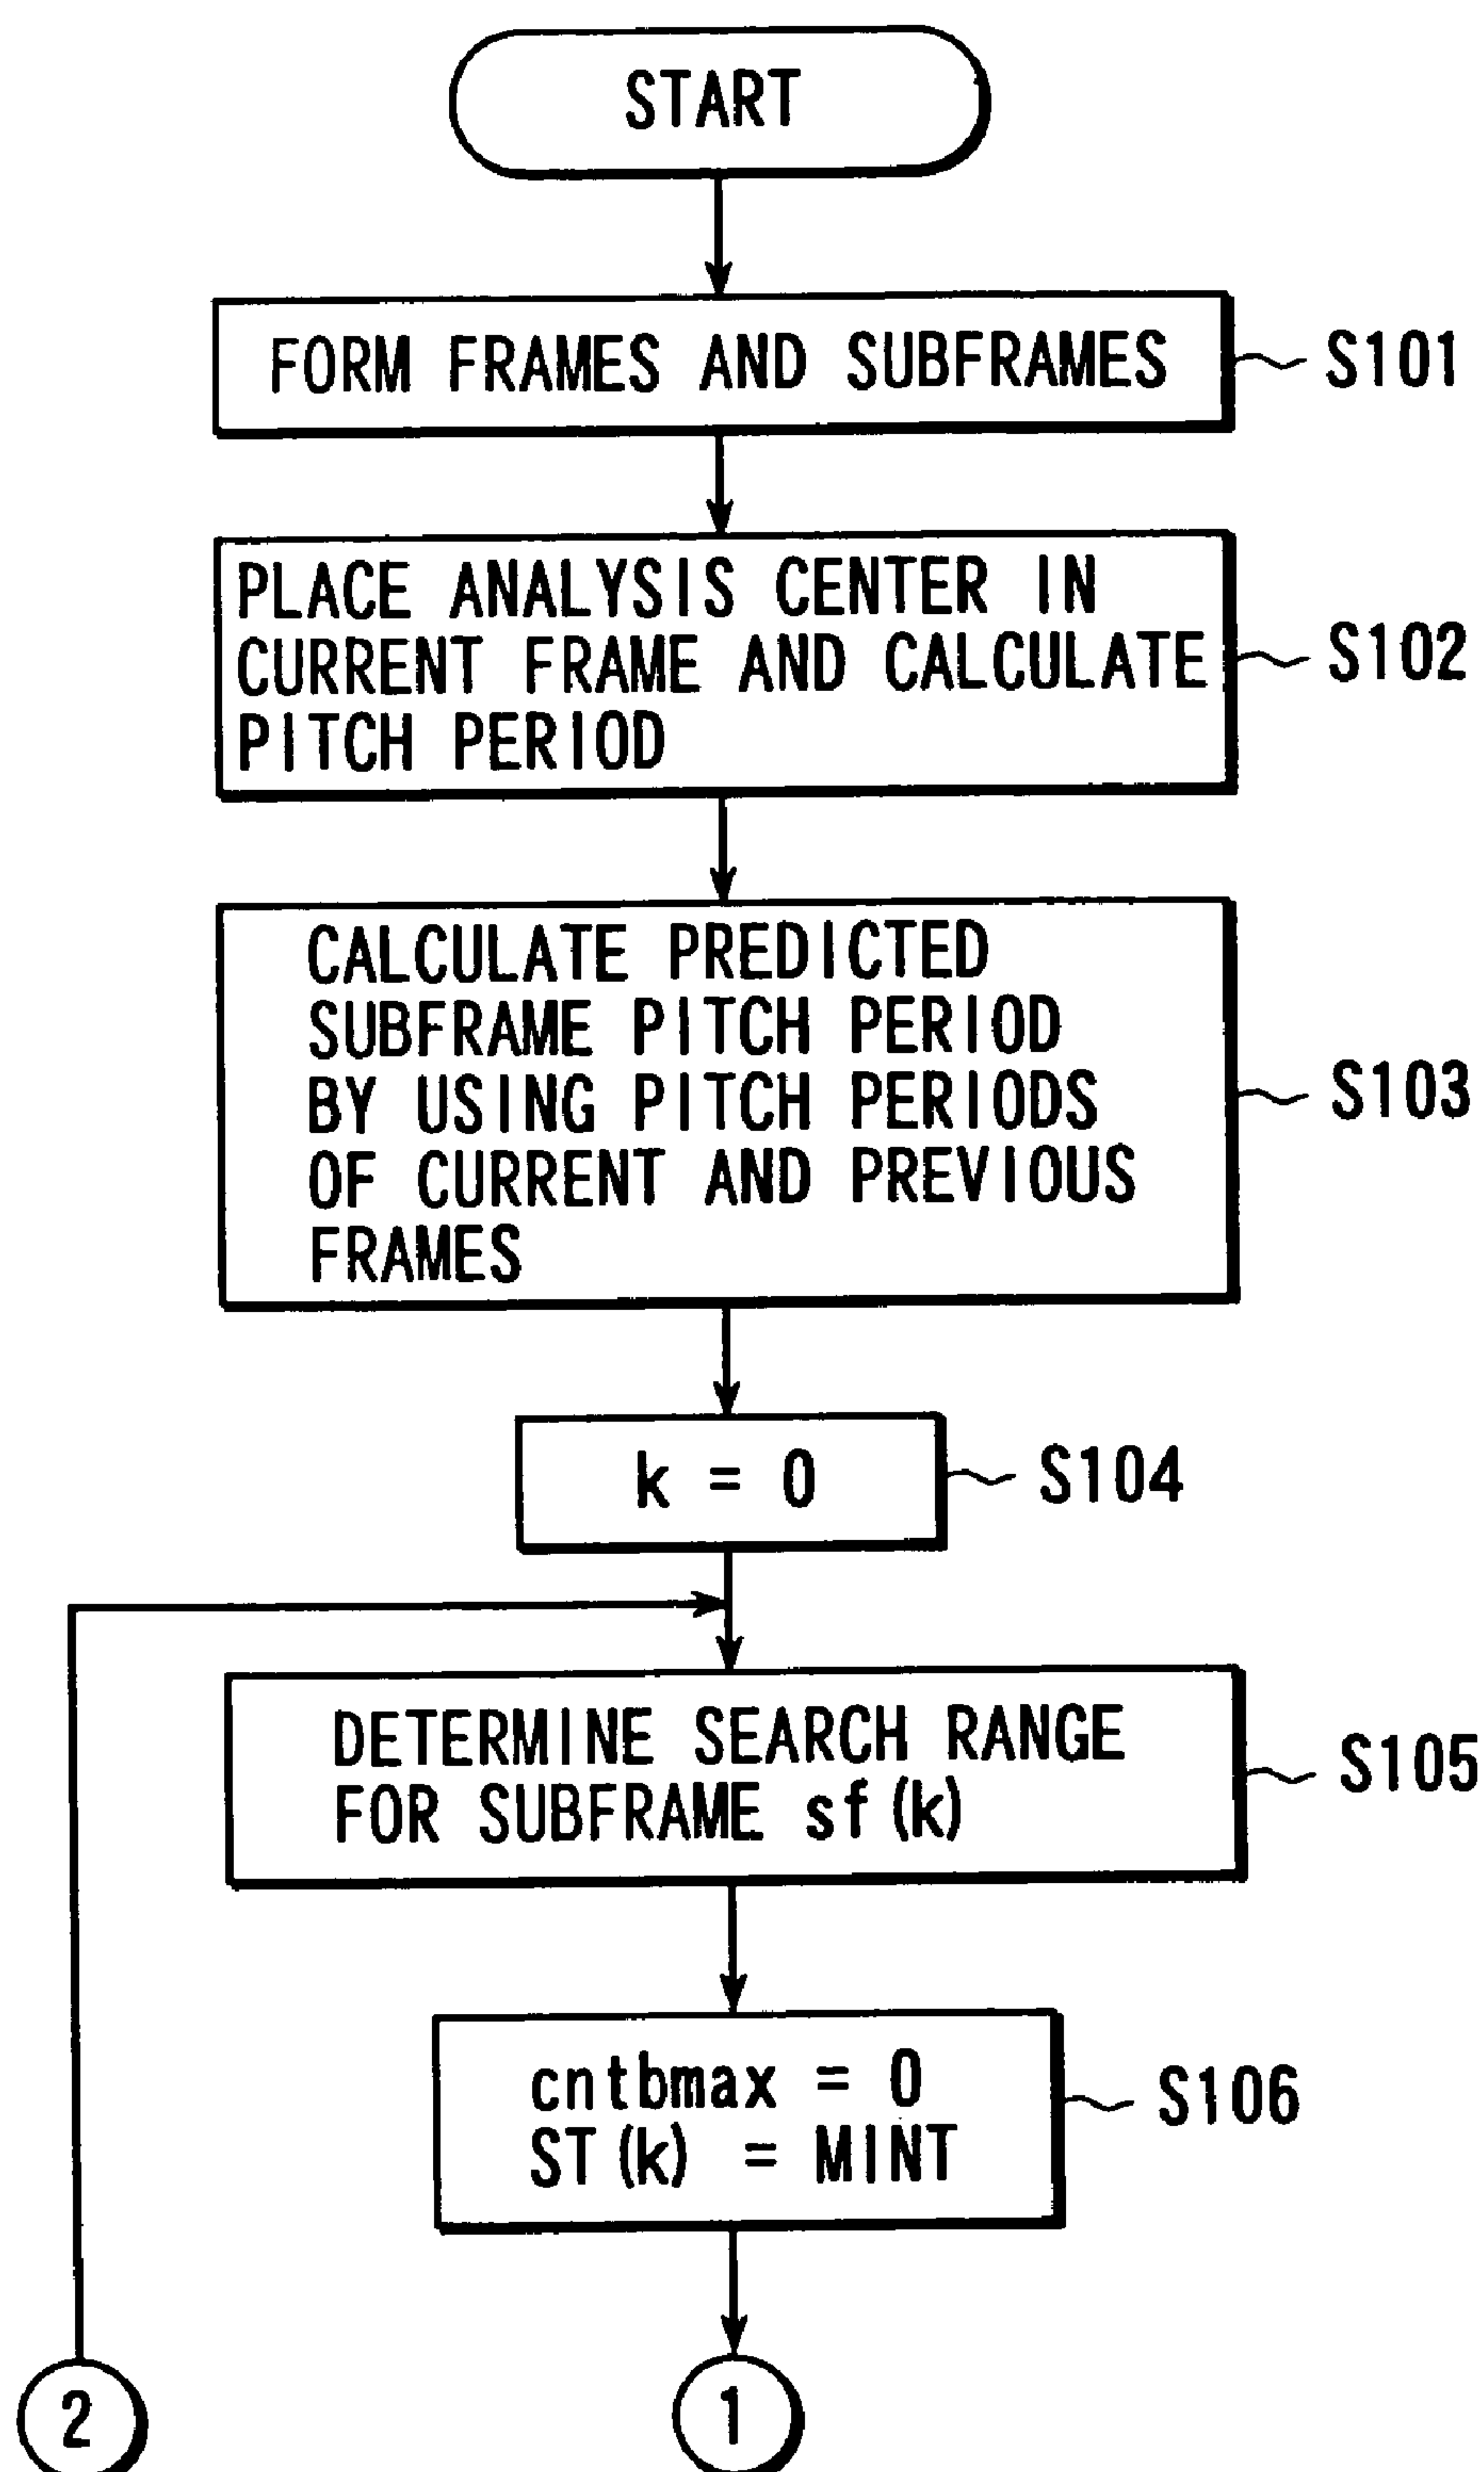 START
FORM FRAMES AND SUBFRAMES
S101
PLACE ANALYSIS CENTER IN
CURRENT FRAME AND CALCULATE
PITCH PERIOD
S102
CALCULATE PREDICTED
SUBFRAME PITCH PERIOD
BY USING PITCH PERIODS
OF CURRENT AND PREVIOUS
FRAMES
S103
k = 0
S104
DETERMINE SEARCH RANGE
FOR SUBFRAME sf(k)
S105
cntbmax = 0
ST(k) = MINT
S106
2
1